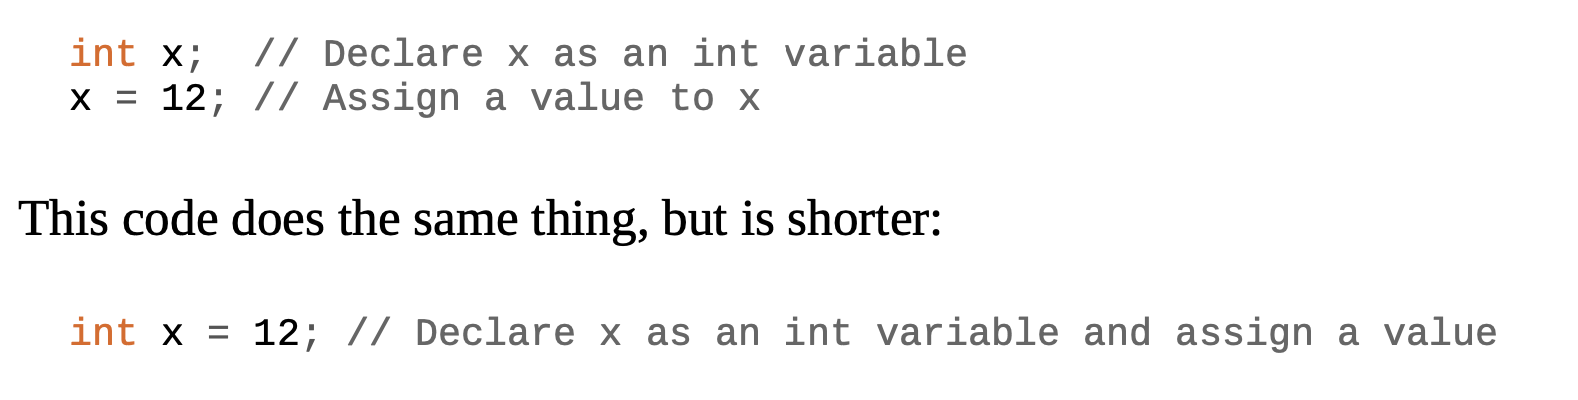 int x;  // Declare x as an int variable
x = 12; // Assign a value to x
This code does the same thing, but is shorter:
int x = 12; // Declare x as an int variable and assign a value